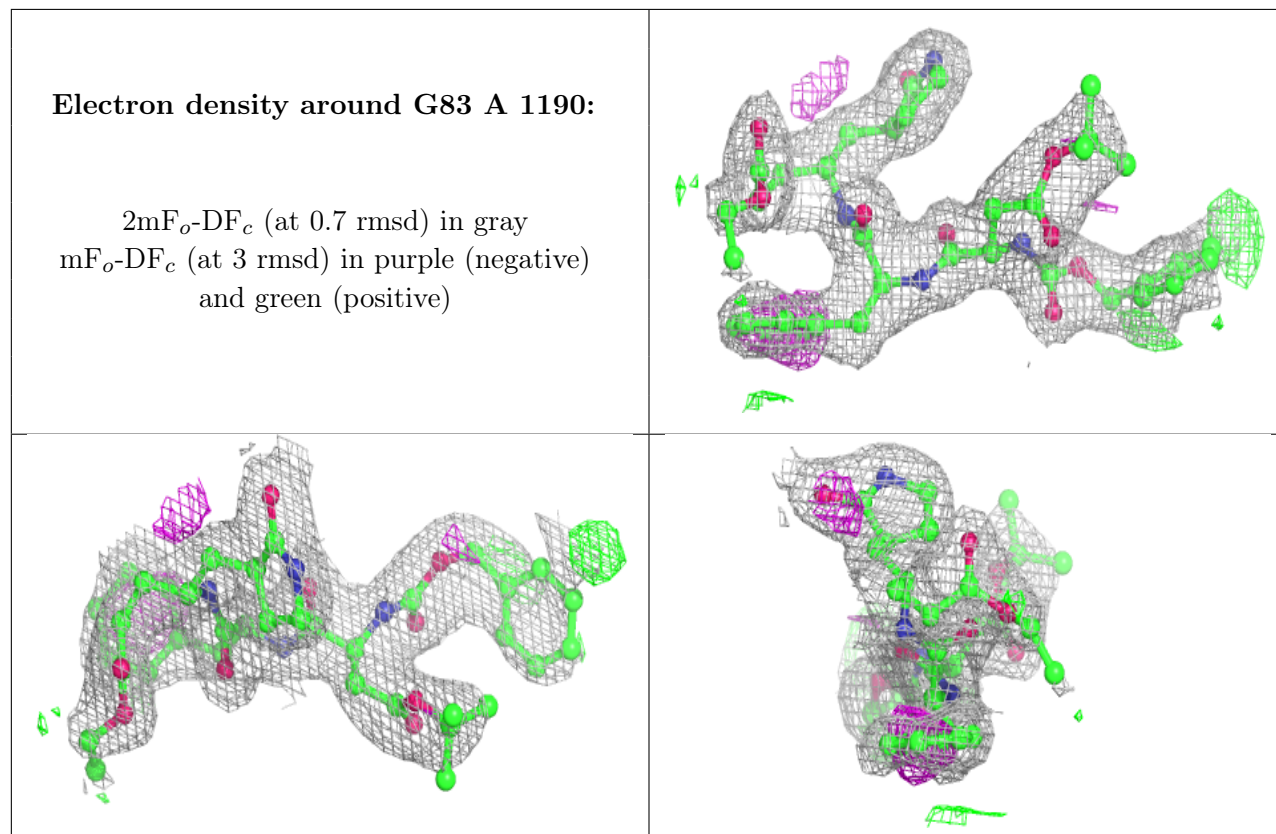 Electron density around G83 A 1190:
2mFo-DFc (at 0.7 rmsd) in gray
mFo-DFc (at 3 rmsd) in purple (negative)
and green (positive)